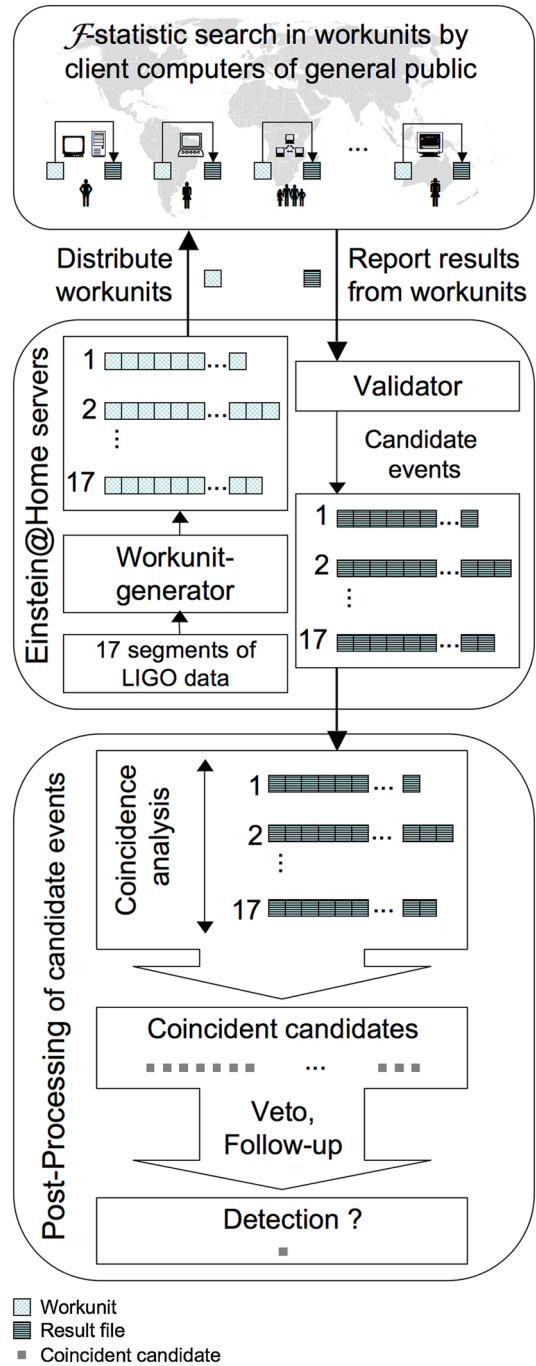 ℱ-statistic search in workunits by
client computers of general public
...
Distribute
workunits
Report results
from workunits
Einstein@Home servers
1
...
2
...
⋮
17
...
Workunit-
generator
17 segments of
LIGO data
Validator
Candidate
events
1
...
2
...
⋮
17
...
Post-Processing of candidate events
Coincidence
analysis
1
...
2
...
⋮
17
...
Coincident candidates
...
Veto,
Follow-up
Detection ?
Workunit
Result file
Coincident candidate